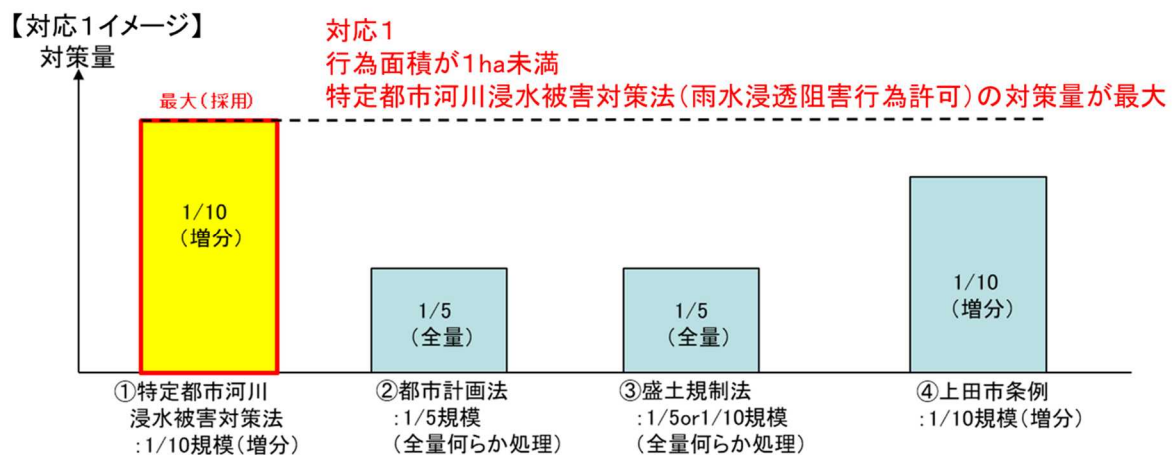 【対応1イメージ】
対策量
対応1
行為面積が1ha未満
特定都市河川浸水被害対策法(雨水浸透阻害行為許可)の対策量が最大
最大(採用)
1/10
(増分)
1/5
(全量)
1/5
(全量)
1/10
(増分)
①特定都市河川
浸水被害対策法
:1/10規模(増分)
②都市計画法
:1/5規模
(全量何らか処理)
③盛土規制法
:1/5or1/10規模
(全量何らか処理)
④上田市条例
:1/10規模(増分)